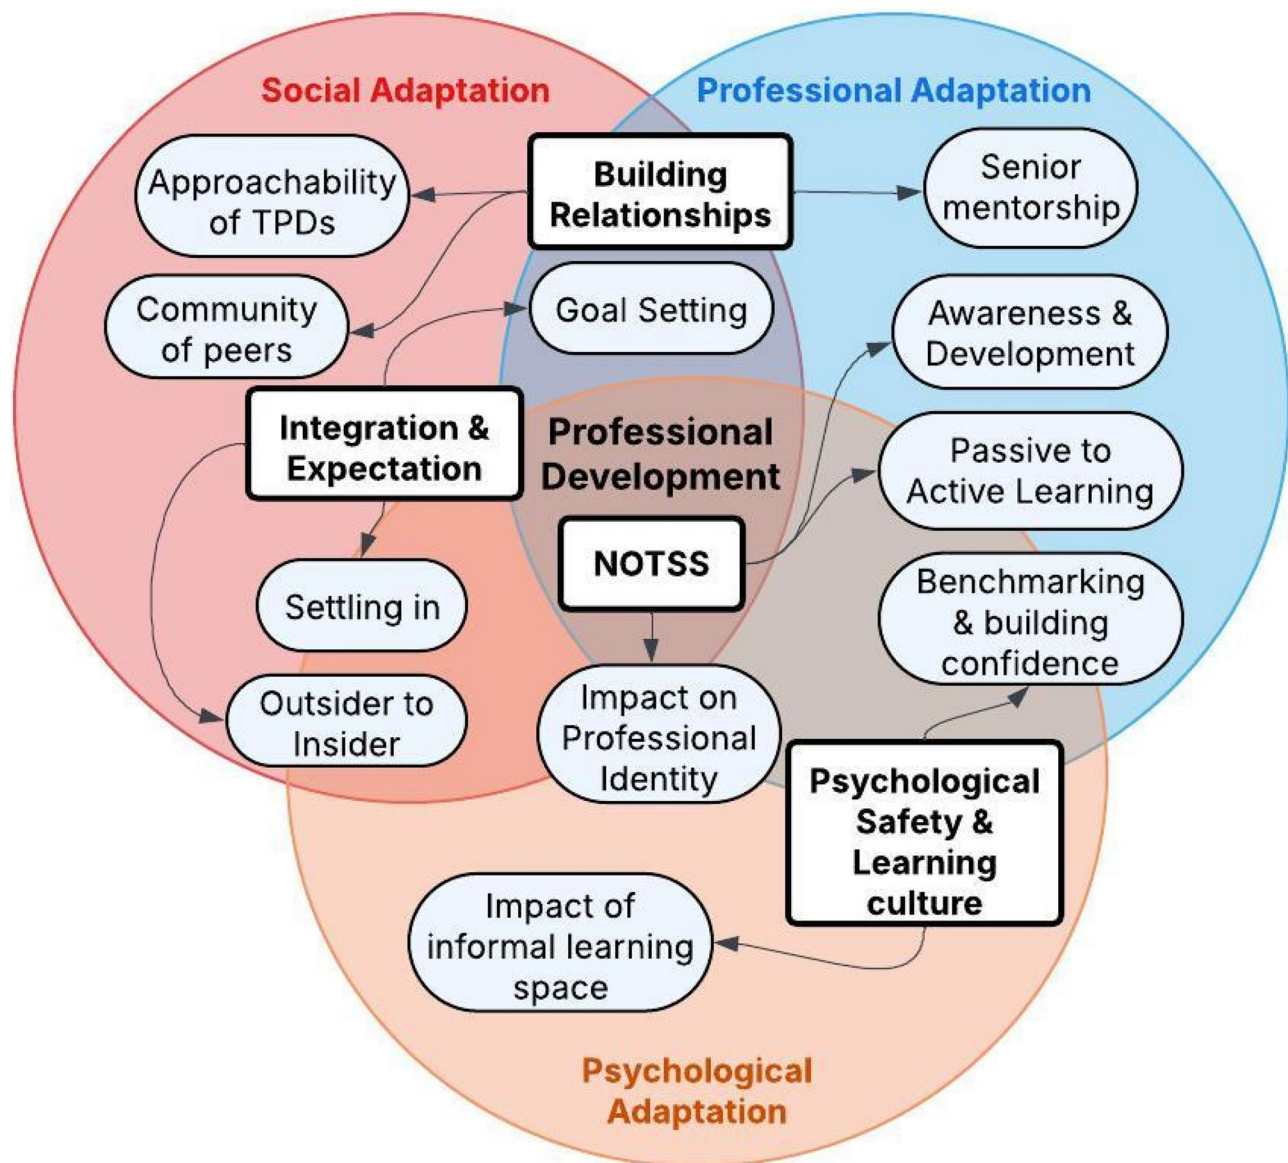 Social Adaptation
Professional Adaptation
Approachability
of TPDs
Building
Relationships
Senior
mentorship
Community
of peers
Goal Setting
Awareness &
Development
Integration &
Expectation
Professional
Development
Passive to
Active Learning
NOTSS
Settling in
Benchmarking
& building
confidence
Outsider to
Insider
Impact on
Professional
Identity
Psychological
Safety &
Learning
culture
Impact of
informal learning
space
Psychological
Adaptation